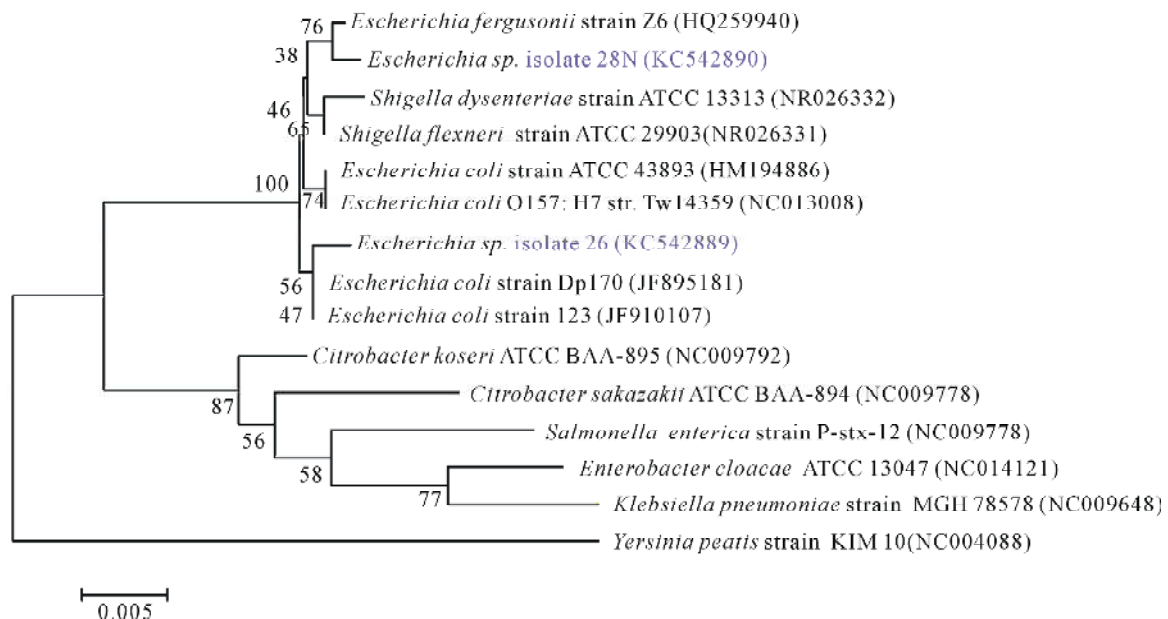 76
Escherichia fergusonii strain Z6 (HQ259940)
38
Escherichia sp. isolate 28N (KC542890)
46
Shigella dysenteriae strain ATCC 13313 (NR026332)
65
Shigella flexneri strain ATCC 29903(NR026331)
Escherichia coli strain ATCC 43893 (HM194886)
100
74
Escherichia coli O157: H7 str. Tw14359 (NC013008)
Escherichia sp. isolate 26 (KC542889)
56
Escherichia coli strain Dp170 (JF895181)
47
Escherichia coli strain 123 (JF910107)
Citrobacter koseri ATCC BAA-895 (NC009792)
87
Citrobacter sakazakii ATCC BAA-894 (NC009778)
56
Salmonella enterica strain P-stx-12 (NC009778)
58
Enterobacter cloacae ATCC 13047 (NC014121)
77
Klebsiella pneumoniae strain MGH 78578 (NC009648)
Yersinia peatis strain KIM 10(NC004088)
0.005